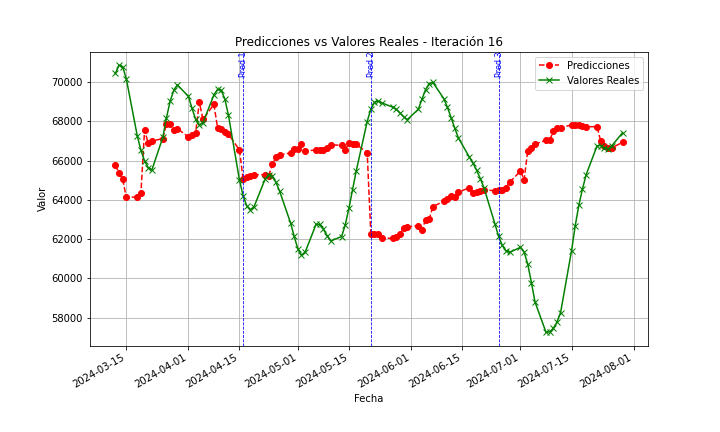 Predicciones vs Valores Reales - Iteración 16
Pred 1
Pred 2
Pred 3
Predicciones
Valores Reales
Valor
70000
68000
66000
64000
62000
60000
58000
2024-03-15
2024-04-01
2024-04-15
2024-05-01
2024-05-15
2024-06-01
2024-06-15
2024-07-01
2024-07-15
2024-08-01
Fecha